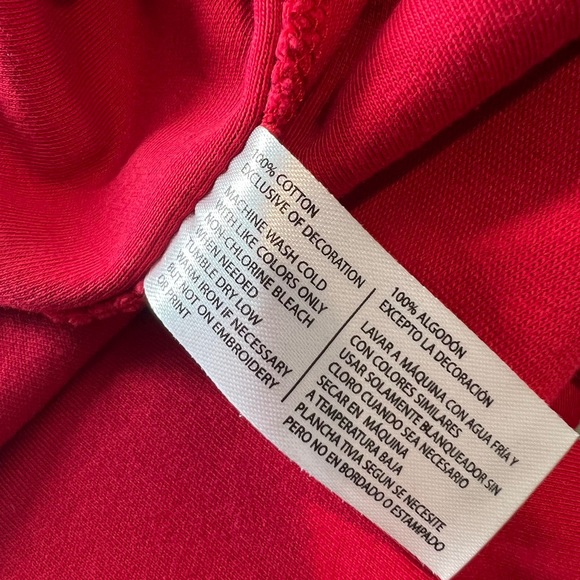 100% COTTON
EXCLUSIVE OF DECORATION
MACHINE WASH COLD
WITH LIKE COLORS ONLY
NON-CHLORINE BLEACH
WHEN NEEDED
TUMBLE DRY LOW
WARM IRON IF NECESSARY
BUT NOT ON EMBROIDERY
OR PRINT
100% ALGODÓN
EXCEPTO LA DECORACIÓN
LAVAR A MÁQUINA CON AGUA FRÍA Y
CON COLORES SIMILARES
USAR SOLAMENTE BLANQUEADOR SIN
CLORO CUANDO SEA NECESARIO
SECAR EN MÁQUINA
A TEMPERATURA BAJA
PLANCHA TIVIA SEGUN SE NECESITE
PERO NO EN BORDADO O ESTAMPADO